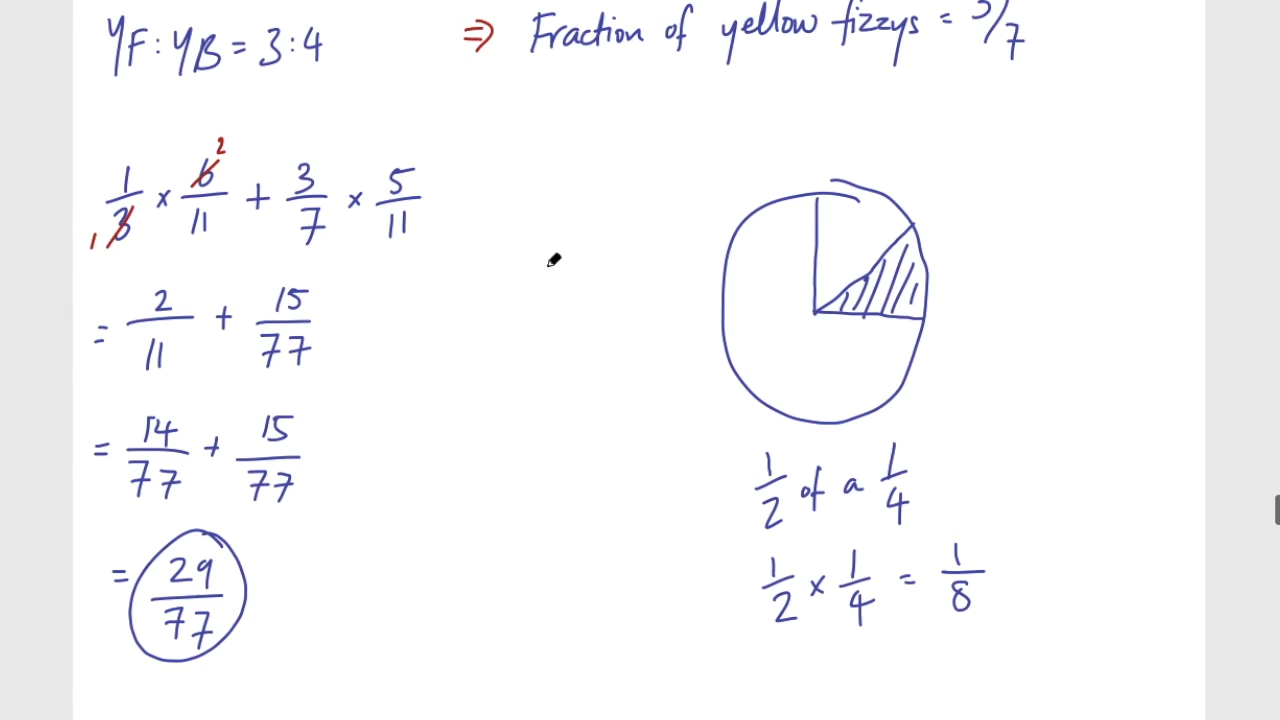 YF : YB = 3 : 4 ⇒ Fraction of yellow fizzys = 3/7
1/3 × 6/11 + 3/7 × 5/11
1 2
= 2/11 + 15/77
= 14/77 + 15/77
= 29/77
1/2 of a 1/4
1/2 × 1/4 = 1/8